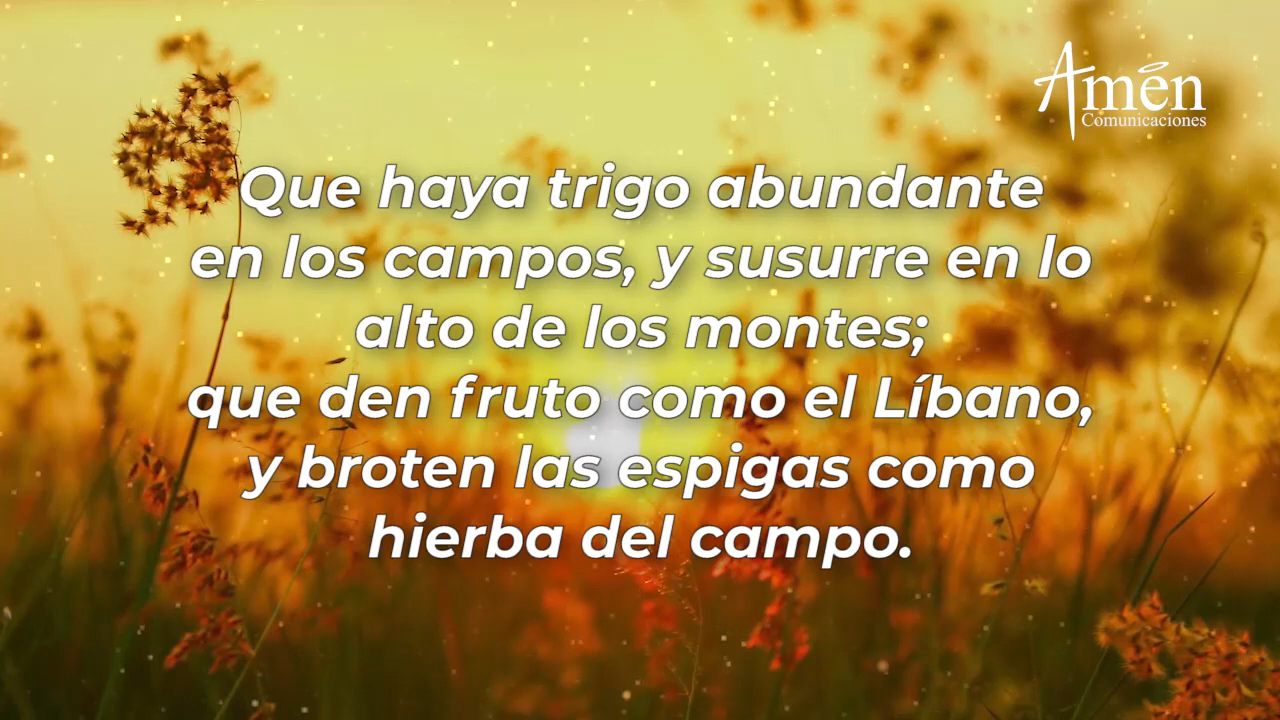 Amén
Comunicaciones
Que haya trigo abundante
en los campos, y susurre en lo
alto de los montes;
que den fruto como el Líbano,
y broten las espigas como
hierba del campo.